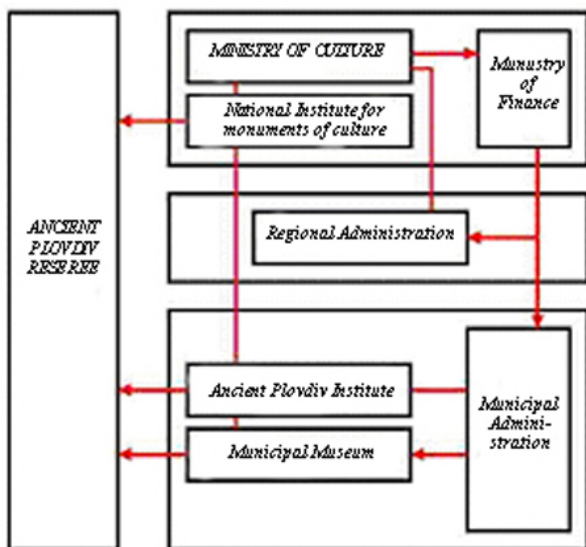 MINISTRY OF CULTURE
Munustry
of
Finance
National Institute for
monuments of culture
ANCIENT
PLOVDIV
RESEREE
Regional Administration
Ancient Plovdiv Institute
Municipal
Admini-
stration
Municipal Museum